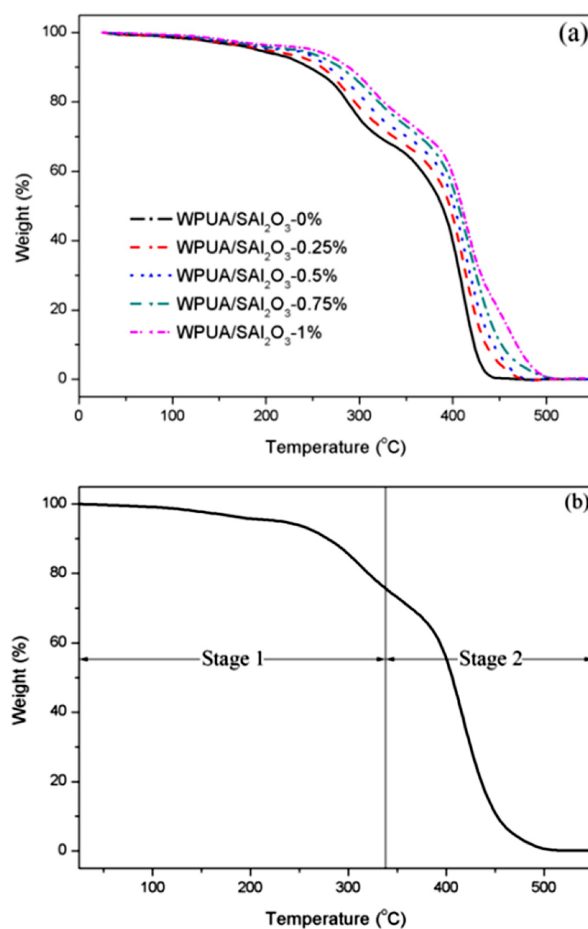 (a)
100
80
60
40
20
0
Weight (%)
WPUA/SAl₂O₃-0%
WPUA/SAl₂O₃-0.25%
WPUA/SAl₂O₃-0.5%
WPUA/SAl₂O₃-0.75%
WPUA/SAl₂O₃-1%
0 100 200 300 400 500
Temperature (°C)
(b)
100
80
60
40
20
0
Weight (%)
Stage 1 Stage 2
100 200 300 400 500
Temperature (°C)